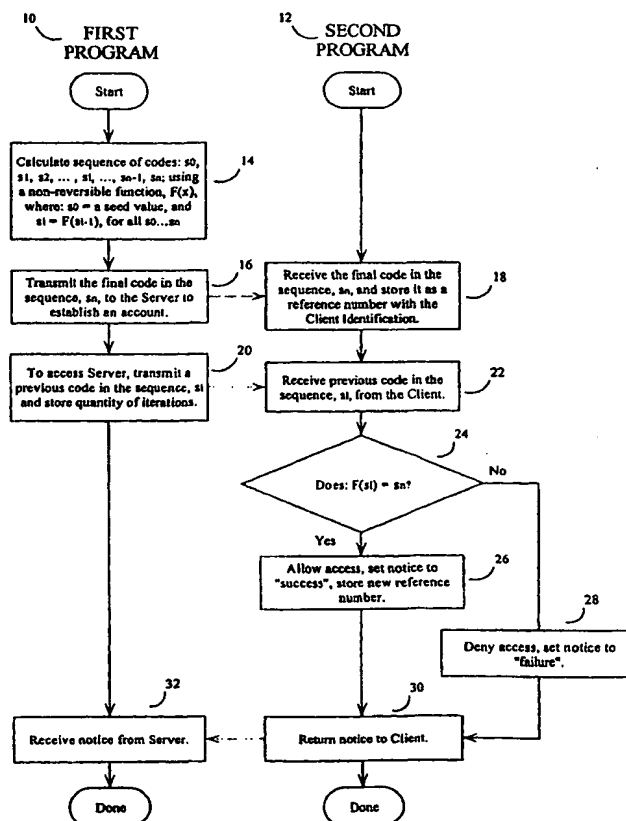 10
FIRST
PROGRAM
12
SECOND
PROGRAM
Start
Start
Calculate sequence of codes: s0,
s1, s2, ... , si, ..., sn-1, sn; using
a non-reversible function, F(x),
where: s0 = a seed value, and
si = F(si-1), for all s0...sn
14
Transmit the final code in the
sequence, sn, to the Server to
establish an account.
16
Receive the final code in the
sequence, sn, and store it as a
reference number with the
Client Identification.
18
To access Server, transmit a
previous code in the sequence, si
and store quantity of iterations.
20
Receive previous code in the
sequence, si, from the Client.
22
Does: F(si) = sn?
24
No
Yes
Allow access, set notice to
"success", store new reference
number.
26
Deny access, set notice to
"failure".
28
Receive notice from Server.
32
Return notice to Client.
30
Done
Done